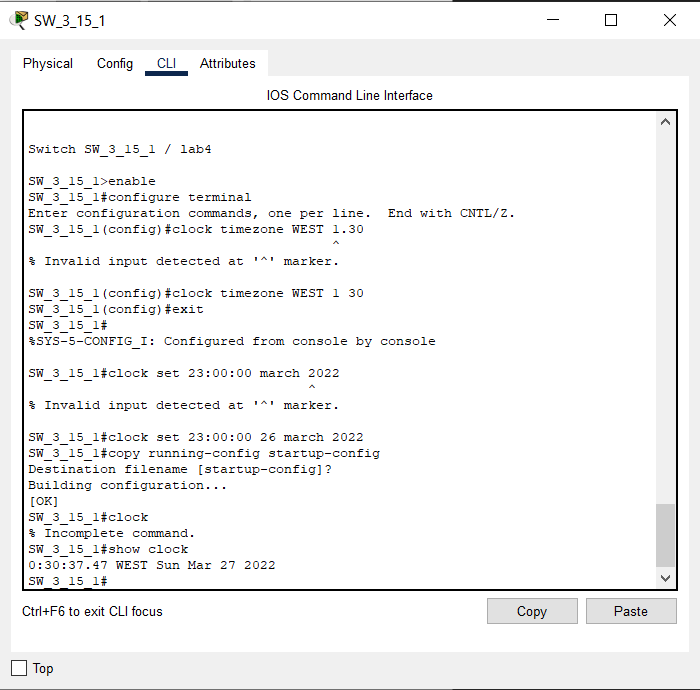 SW_3_15_1
Physical Config CLI Attributes
IOS Command Line Interface
Switch SW_3_15_1 / lab4
SW_3_15_1>enable
SW_3_15_1#configure terminal
Enter configuration commands, one per line.  End with CNTL/Z.
SW_3_15_1(config)#clock timezone WEST 1.30
^
% Invalid input detected at '^' marker.
SW_3_15_1(config)#clock timezone WEST 1 30
SW_3_15_1(config)#exit
SW_3_15_1#
%SYS-5-CONFIG_I: Configured from console by console
SW_3_15_1#clock set 23:00:00 march 2022
^
% Invalid input detected at '^' marker.
SW_3_15_1#clock set 23:00:00 26 march 2022
SW_3_15_1#copy running-config startup-config
Destination filename [startup-config]?
Building configuration...
[OK]
SW_3_15_1#clock
% Incomplete command.
SW_3_15_1#show clock
0:30:37.47 WEST Sun Mar 27 2022
SW_3_15_1#
Ctrl+F6 to exit CLI focus
Copy Paste
Top